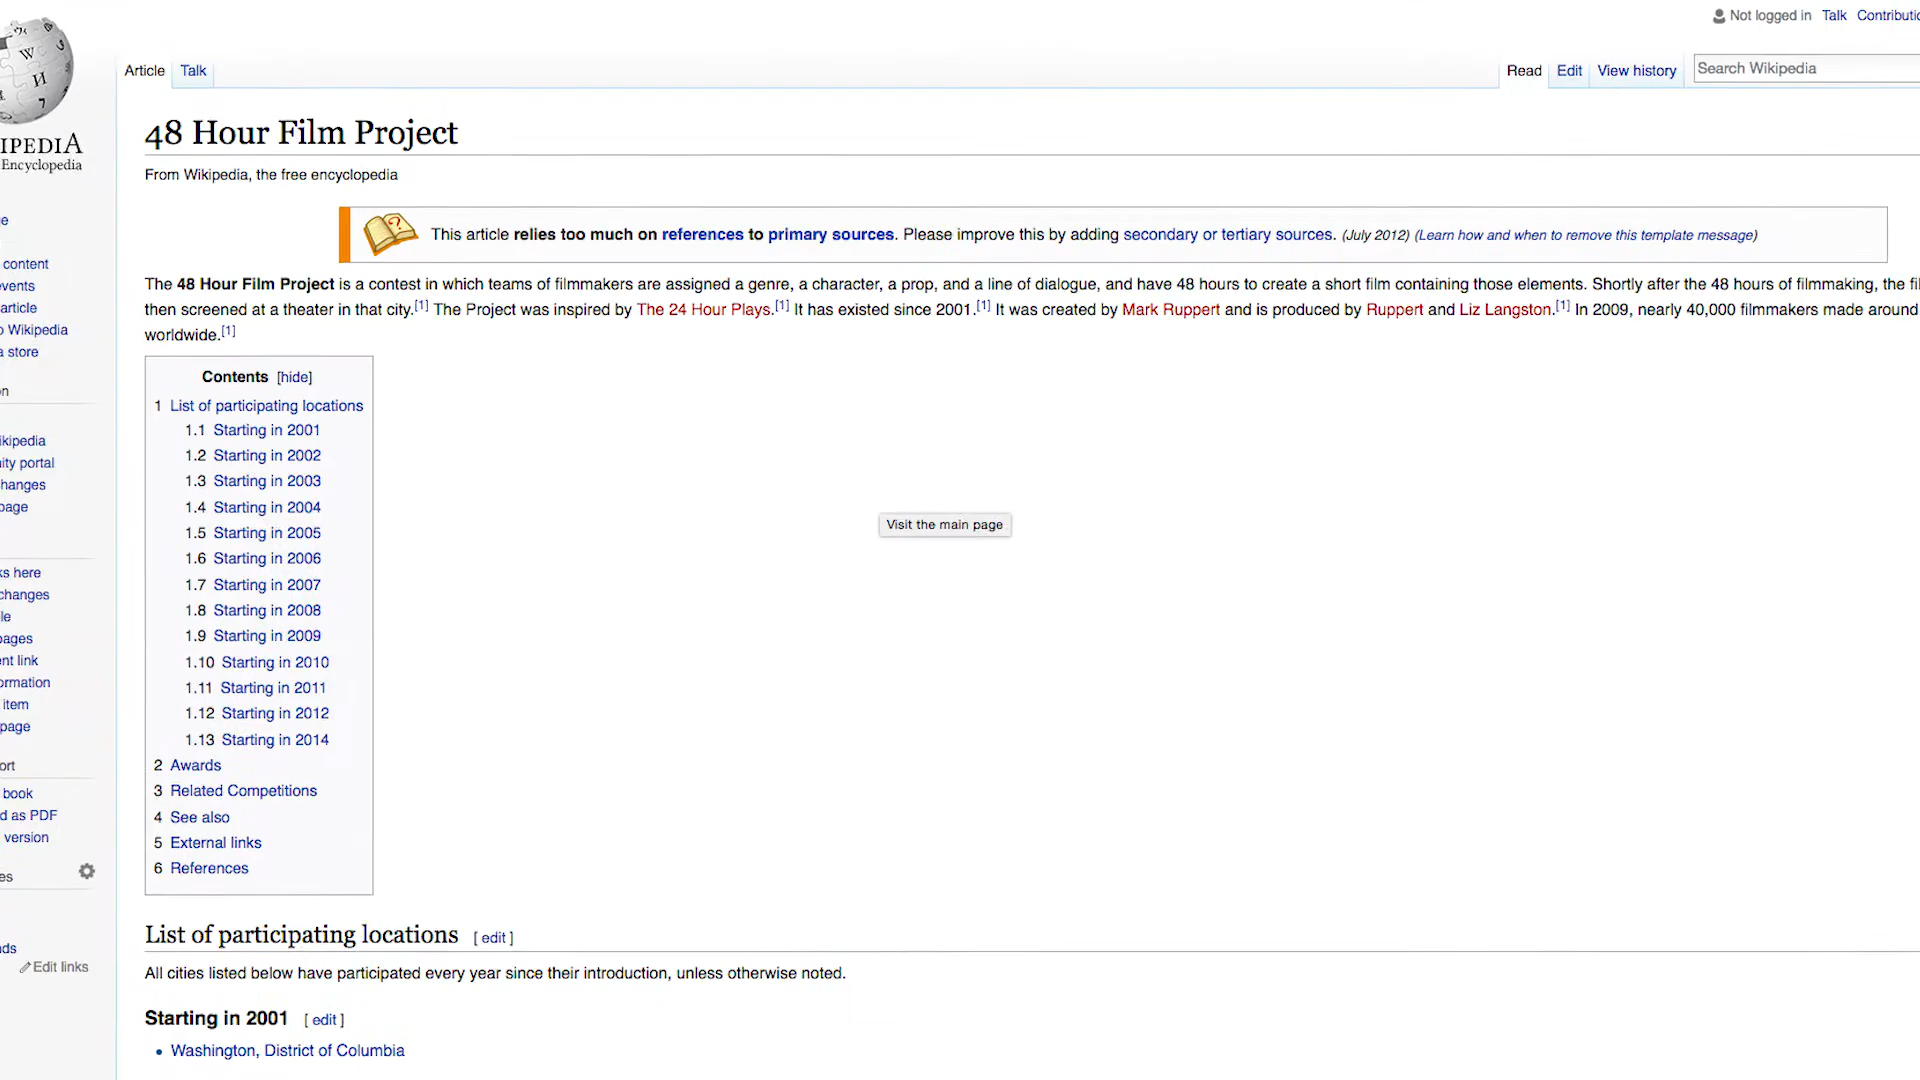 Not logged in Talk
Article Talk Read Edit View history Search Wikipedia
IPEDIA
Encyclopedia
48 Hour Film Project
From Wikipedia, the free encyclopedia
This article relies too much on references to primary sources. Please improve this by adding secondary or tertiary sources. (July 2012) (Learn how and when to remove this template message)
The 48 Hour Film Project is a contest in which teams of filmmakers are assigned a genre, a character, a prop, and a line of dialogue, and have 48 hours to create a short film containing those elements. Shortly after the 48 hours of filmmaking, the
then screened at a theater in that city.[1] The Project was inspired by The 24 Hour Plays.[1] It has existed since 2001.[1] It was created by Mark Ruppert and is produced by Ruppert and Liz Langston.[1] In 2009, nearly 40,000 filmmakers made around
worldwide.[1]
content
events
article
Wikipedia
store
ikipedia
ity portal
hanges
page
ks here
changes
pages
ent link
ormation
item
page
ort
book
d as PDF
version
Edit links
Contents [hide]
1 List of participating locations
1.1 Starting in 2001
1.2 Starting in 2002
1.3 Starting in 2003
1.4 Starting in 2004
1.5 Starting in 2005
1.6 Starting in 2006
1.7 Starting in 2007
1.8 Starting in 2008
1.9 Starting in 2009
1.10 Starting in 2010
1.11 Starting in 2011
1.12 Starting in 2012
1.13 Starting in 2014
2 Awards
3 Related Competitions
4 See also
5 External links
6 References
Visit the main page
List of participating locations [ edit ]
All cities listed below have participated every year since their introduction, unless otherwise noted.
Starting in 2001 [ edit ]
• Washington, District of Columbia